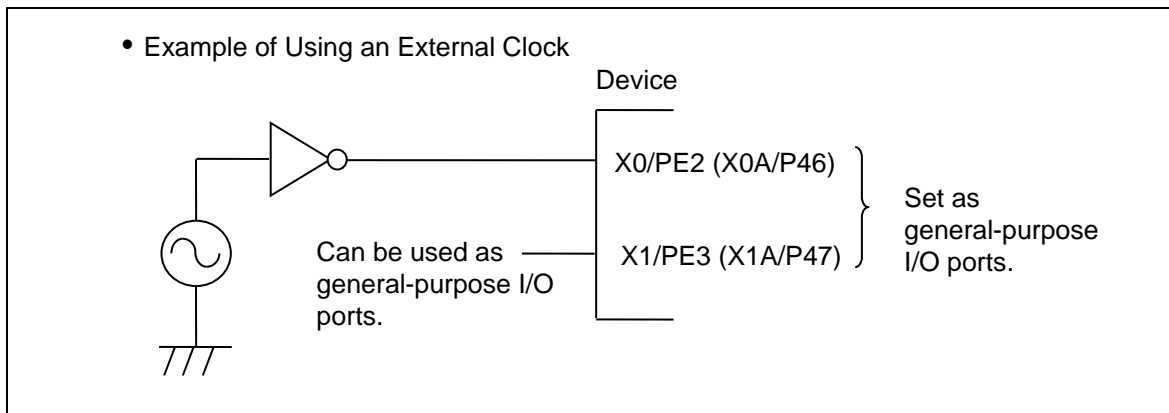 • Example of Using an External Clock
Device
X0/PE2 (X0A/P46)
Set as
general-purpose
I/O ports.
Can be used as
general-purpose I/O
ports.
X1/PE3 (X1A/P47)